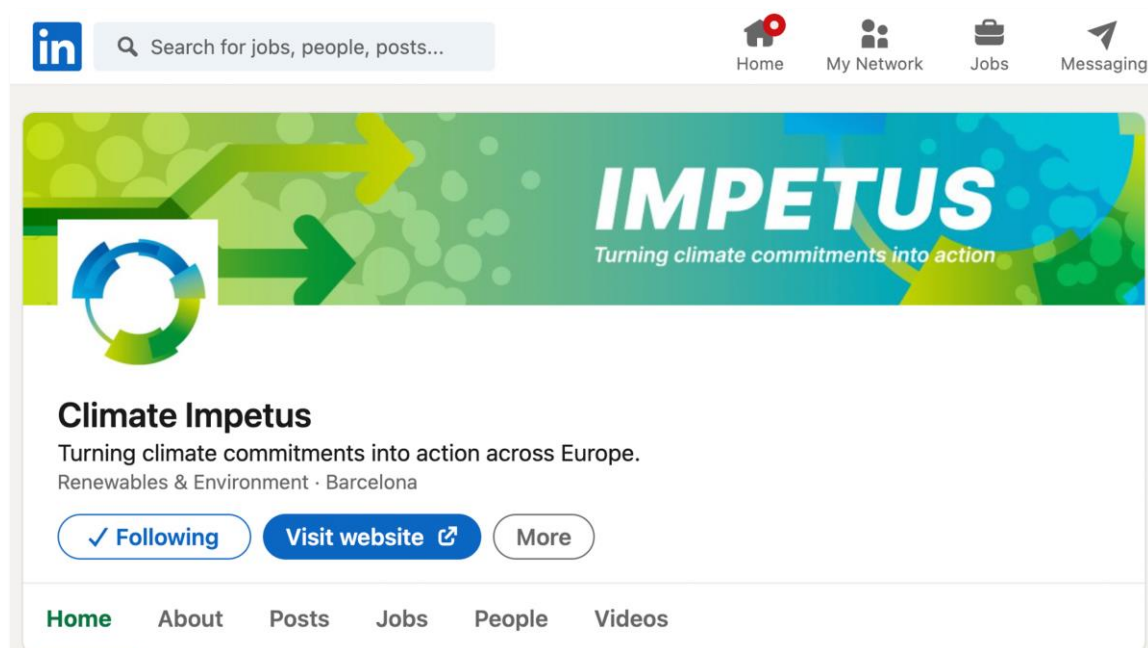 in
Search for jobs, people, posts...
Home
My Network
Jobs
Messaging
IMPETUS
Turning climate commitments into action
Climate Impetus
Turning climate commitments into action across Europe.
Renewables & Environment · Barcelona
✓ Following
Visit website
More
Home
About
Posts
Jobs
People
Videos